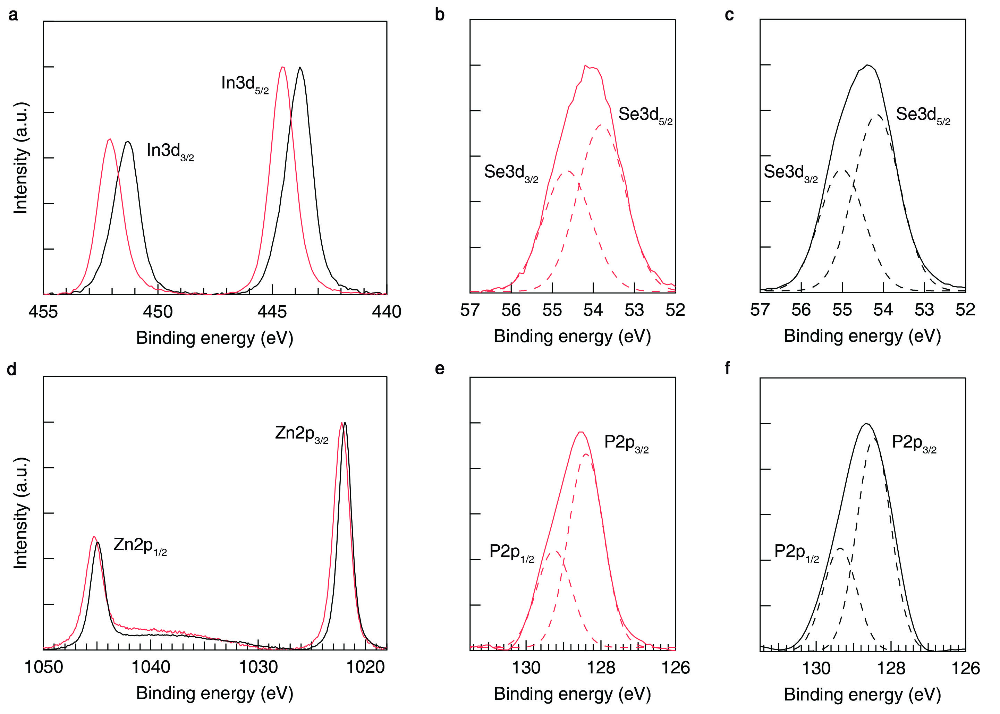 a
In3d5/2
In3d3/2
Intensity (a.u.)
455 450 445 440
Binding energy (eV)
b
Se3d5/2
Se3d3/2
57 56 55 54 53 52
Binding energy (eV)
c
Se3d5/2
Se3d3/2
57 56 55 54 53 52
Binding energy (eV)
d
Zn2p3/2
Zn2p1/2
Intensity (a.u.)
1050 1040 1030 1020
Binding energy (eV)
e
P2p3/2
P2p1/2
130 128 126
Binding energy (eV)
f
P2p3/2
P2p1/2
130 128 126
Binding energy (eV)